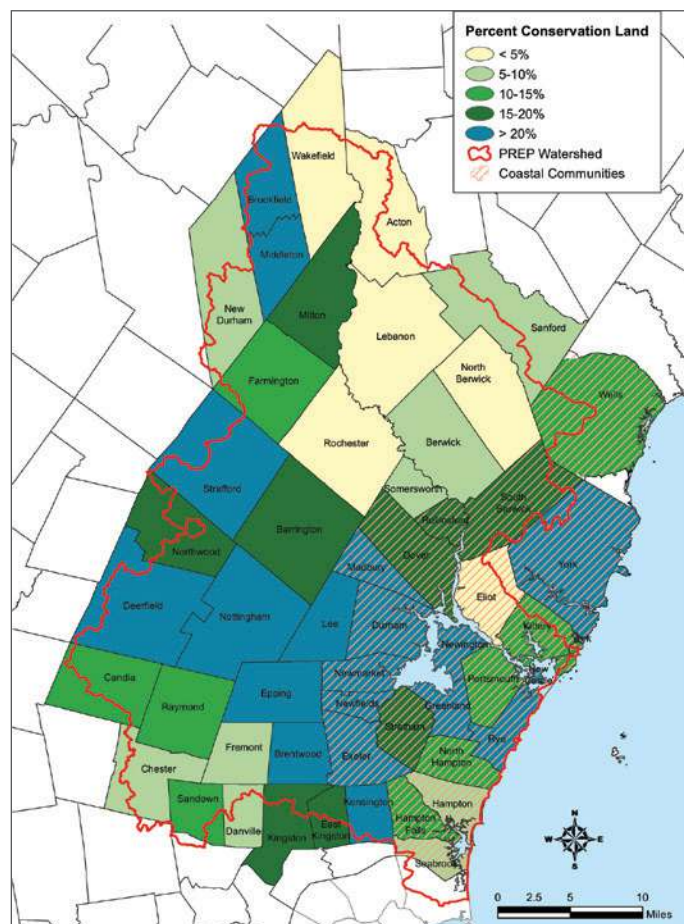 Percent Conservation Land
< 5%
5-10%
10-15%
15-20%
> 20%
PREP Watershed
Coastal Communities
Wakefield
Brookfield
Acton
Middleton
New
Durham
Milton
Sanford
Lebanon
North
Berwick
Farmington
Wells
Rochester
Berwick
Strafford
Somersworth
South
Berwick
Rollinsford
Barrington
Northwood
Dover
Madbury
York
Eliot
Deerfield
Nottingham
Lee
Durham
Newington
Kittery
New
Castle
Newmarket
Portsmouth
Candia
Epping
Raymond
Newfields
Greenland
Stratham
Rye
Fremont
Brentwood
Exeter
North
Hampton
Chester
Sandown
Hampton
Danville
Kensington
Hampton
Falls
East
Kingston
Kingston
Seabrook
N
W
E
S
0
2.5
5
10
Miles